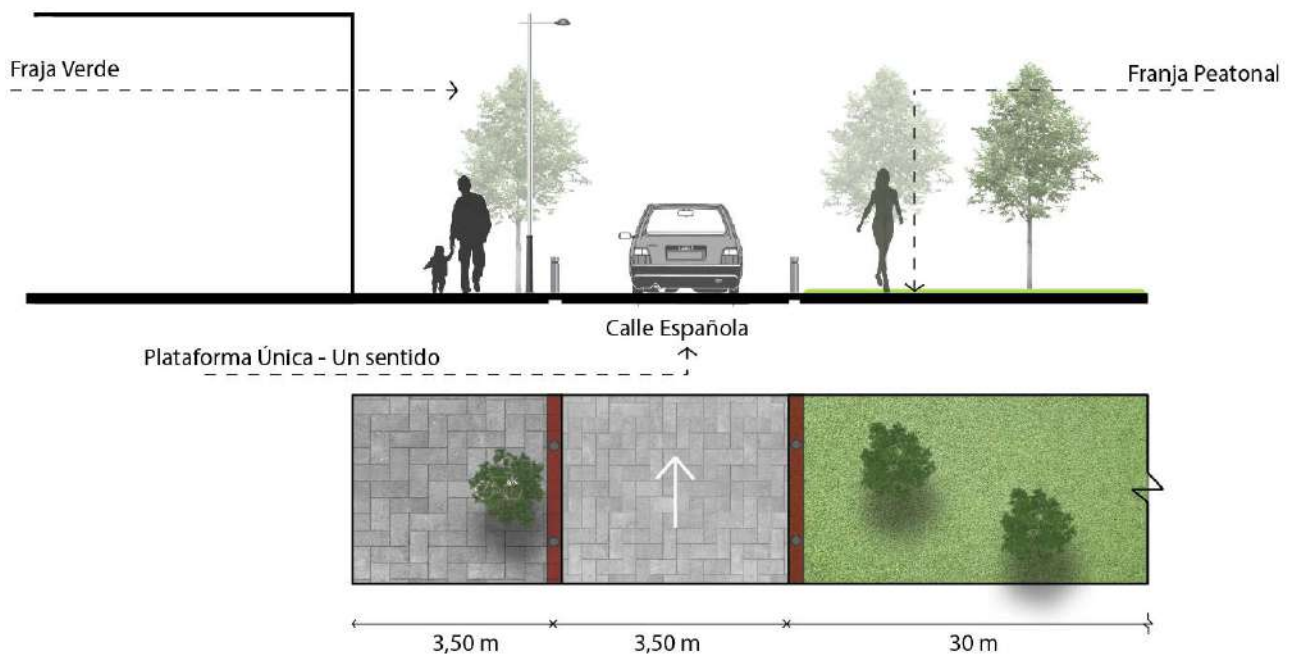 Fraja Verde
Franja Peatonal
Calle Española
Plataforma Única - Un sentido
3,50 m
3,50 m
30 m